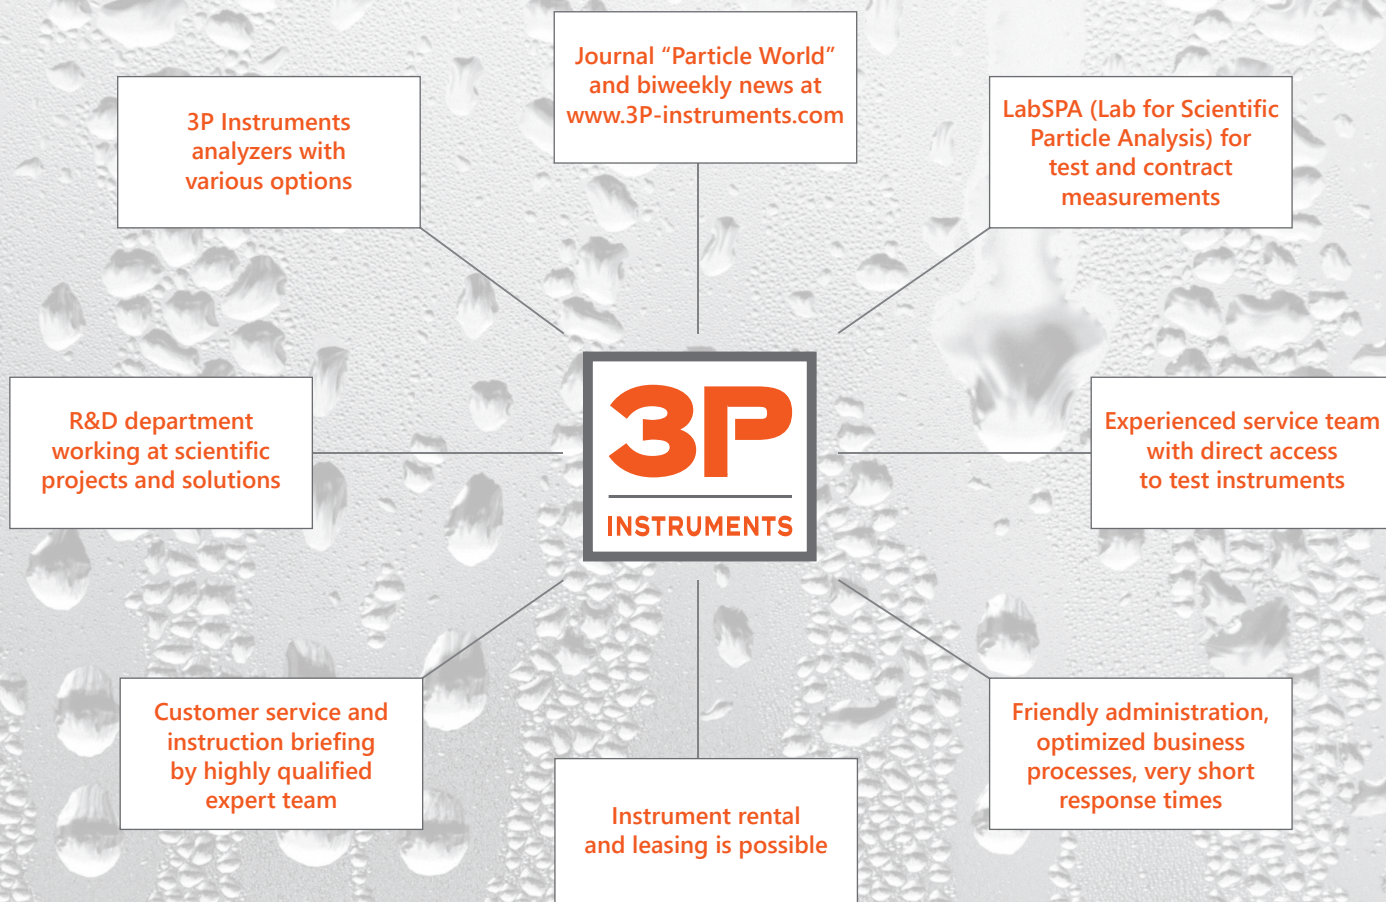 Journal “Particle World”
and biweekly news at
www.3P-instruments.com
3P Instruments
analyzers with
various options
LabSPA (Lab for Scientific
Particle Analysis) for
test and contract
measurements
R&D department
working at scientific
projects and solutions
3P
INSTRUMENTS
Experienced service team
with direct access
to test instruments
Customer service and
instruction briefing
by highly qualified
expert team
Instrument rental
and leasing is possible
Friendly administration,
optimized business
processes, very short
response times